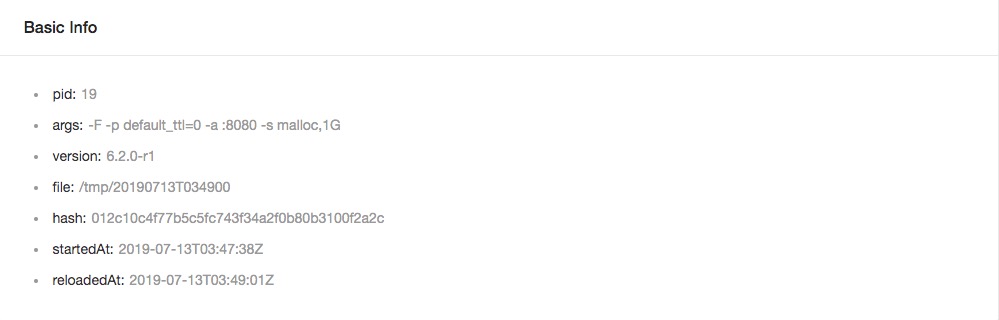 Basic Info
pid: 19
args: -F -p default_ttl=0 -a :8080 -s malloc,1G
version: 6.2.0-r1
file: /tmp/20190713T034900
hash: 012c10c4f77b5c5fc743f34a2f0b80b3100f2a2c
startedAt: 2019-07-13T03:47:38Z
reloadedAt: 2019-07-13T03:49:01Z